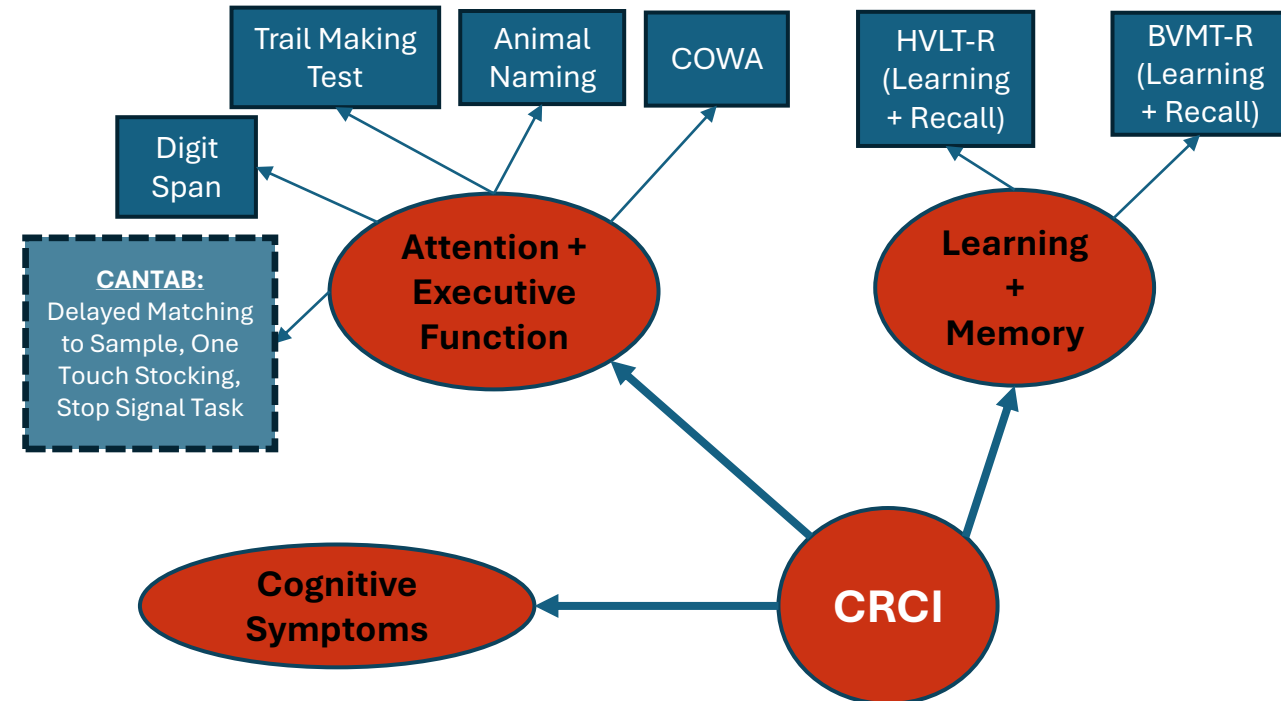 Trail Making
Test
Animal
Naming
COWA
HVLT-R
(Learning
+ Recall)
BVMT-R
(Learning
+ Recall)
Digit
Span
CANTAB:
Delayed Matching
to Sample, One
Touch Stocking,
Stop Signal Task
Attention +
Executive
Function
Learning
+
Memory
Cognitive
Symptoms
CRCI